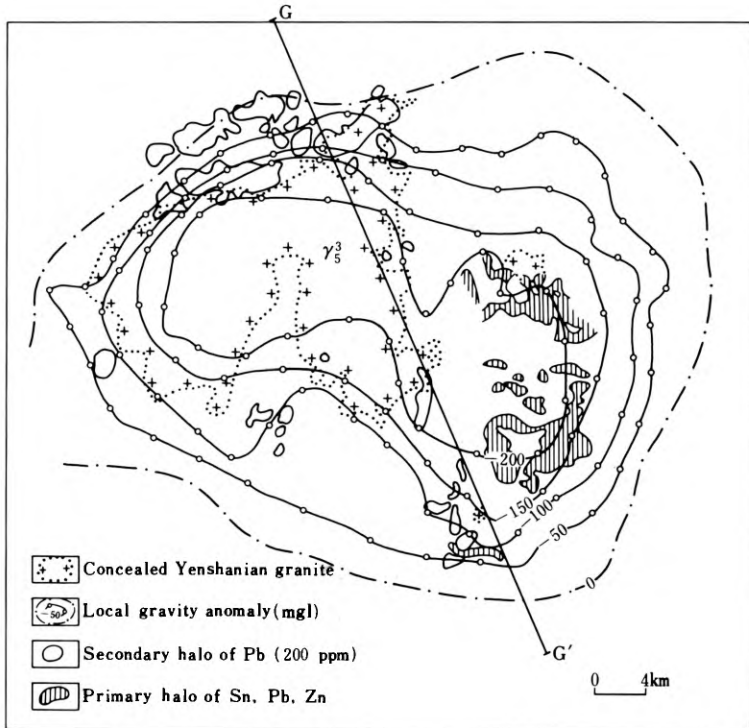 G
γ₅³
-200
-150
-100
-50
0
Concealed Yenshanian granite
-50
Local gravity anomaly(mgl)
Secondary halo of Pb (200 ppm)
Primary halo of Sn, Pb, Zn
G′
0 4km